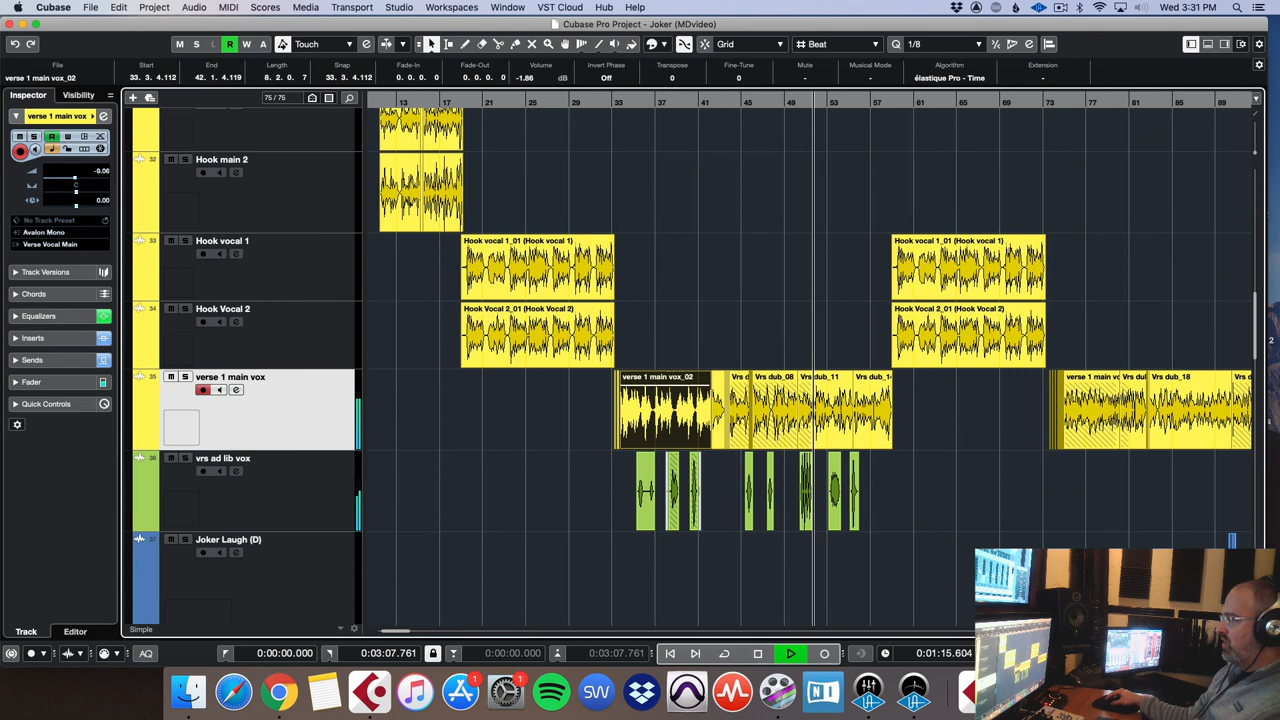 Cubase File Edit Project Audio MIDI Scores Media Transport Studio Workspaces Window VST Cloud Hub Help
Wed 3:31 PM
Cubase Pro Project - Joker (MDvideo)
M S L R W A Touch Grid Beat 1/8
File Start End Length Snap Fade-In Fade-Out Volume Invert Phase Transpose Fine-Tune Mute Musical Mode Algorithm Extension
verse 1 main vox_02 33. 3. 4.112 42. 1. 4.119 8. 2. 0. 7 33. 3. 4.112 0. 0. 0. 0 0. 0. 0. 0 -1.86 dB Off 0 0 - - élastique Pro - Time -
Inspector Visibility
75 / 75
13 17 21 25 29 33 37 41 45 49 53 57 61 65 69 73 77 81 85 89
verse 1 main vox
M S R
-9.06
C
0.00
No Track Preset
Avalon Mono
Verse Vocal Main
Track Versions
Chords
Equalizers
Inserts
Sends
Fader
Quick Controls
32 M S Hook main 2
33 M S Hook vocal 1
Hook vocal 1_01 (Hook vocal 1)
Hook vocal 1_01 (Hook vocal 1)
34 M S Hook Vocal 2
Hook Vocal 2_01 (Hook Vocal 2)
Hook Vocal 2_01 (Hook Vocal 2)
35 M S verse 1 main vox
verse 1 main vox_02
Vrs d
Vrs dub_08
Vrs dub_11
Vrs dub_1
verse 1 main vo
Vrs dub
Vrs dub_18
Vrs d
36 M S vrs ad lib vox
37 M S Joker Laugh (D)
Track Editor
Simple
AQ
0:00:00.000
0:03:07.761
0:00:00.000
0:03:07.761
0:01:15.604
1
1
SW
N1
2